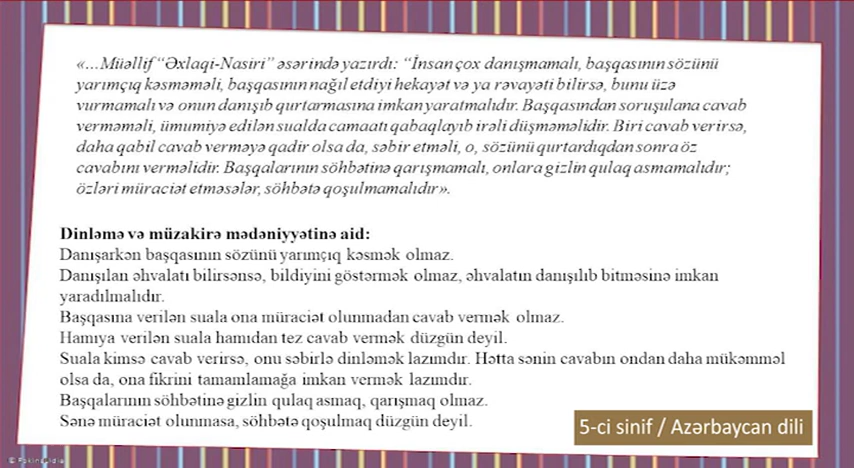 «…Müəllif “Əxlaqi-Nasiri” əsərində yazırdı: “İnsan çox danışmamalı, başqasının sözünü
yarımçıq kəsməməli, başqasının nağıl etdiyi hekayət və ya rəvayəti bilirsə, bunu üzə
vurmamalı və onun danışıb qurtarmasına imkan yaratmalıdır. Başqasından soruşulana cavab
verməməli, ümumiyə edilən sualda camaatı qabaqlayıb irəli düşməməlidir. Biri cavab verirsə,
daha qabil cavab verməyə qadir olsa da, səbir etməli, o, sözünü qurtardıqdan sonra öz
cavabını verməlidir. Başqalarının söhbətinə qarışmamalı, onlara gizlin qulaq asmamalıdır;
özləri müraciət etməsələr, söhbətə qoşulmamalıdır».
Dinləmə və müzakirə mədəniyyətinə aid:
Danışarkən başqasının sözünü yarımçıq kəsmək olmaz.
Danışılan əhvalatı bilirsənsə, bildiyini göstərmək olmaz, əhvalatın danışılıb bitməsinə imkan
yaradılmalıdır.
Başqasına verilən suala ona müraciət olunmadan cavab vermək olmaz.
Hamıya verilən suala hamıdan tez cavab vermək düzgün deyil.
Suala kimsə cavab verirsə, onu səbirlə dinləmək lazımdır. Hətta sənin cavabın ondan daha mükəmməl
olsa da, ona fikrini tamamlamağa imkan vermək lazımdır.
Başqalarının söhbətinə gizlin qulaq asmaq, qarışmaq olmaz.
Sənə müraciət olunmasa, söhbətə qoşulmaq düzgün deyil.
5-ci sinif / Azərbaycan dili